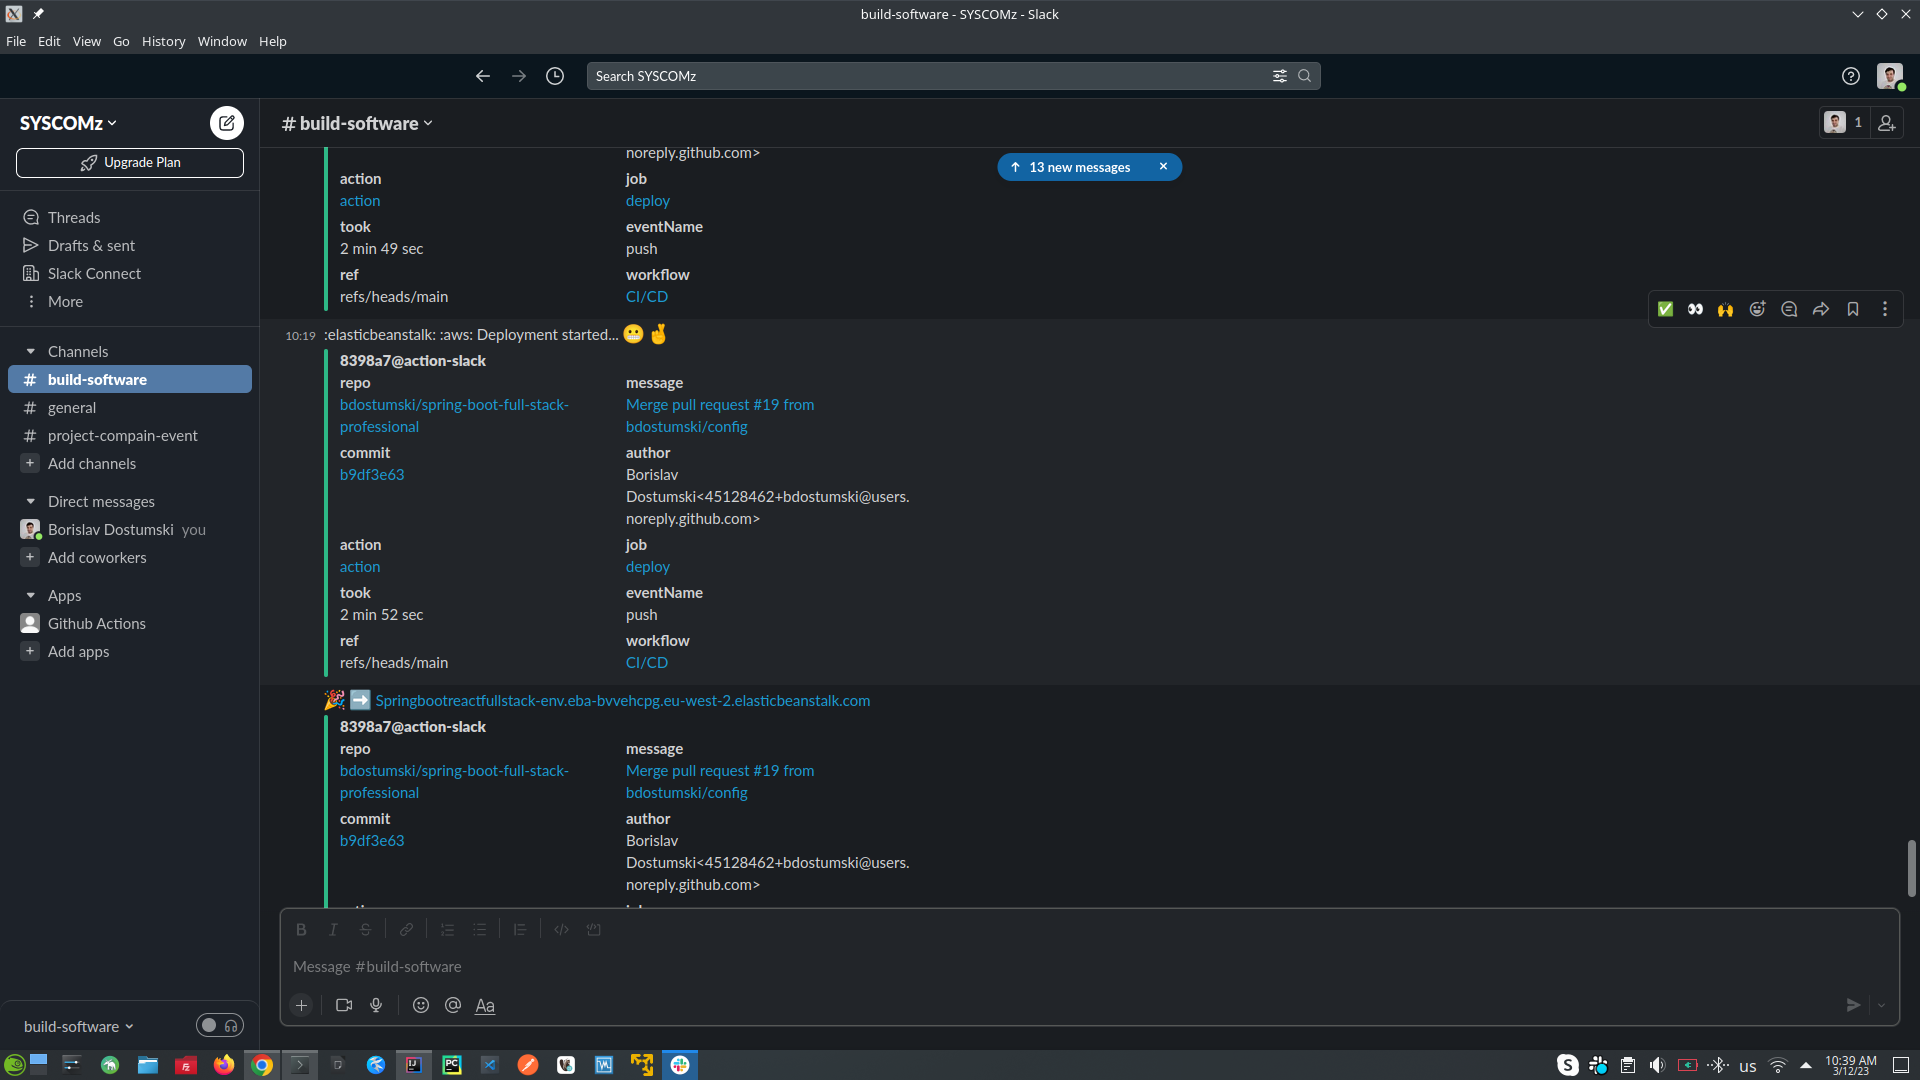 build-software - SYSCOMz - Slack
File Edit View Go History Window Help
Search SYSCOMz
SYSCOMz
Upgrade Plan
Threads
Drafts & sent
Slack Connect
More
Channels
# build-software
# general
# project-compain-event
+ Add channels
Direct messages
Borislav Dostumski you
+ Add coworkers
Apps
Github Actions
+ Add apps
build-software
# build-software
1
13 new messages
noreply.github.com>
action job
action deploy
took eventName
2 min 49 sec push
ref workflow
refs/heads/main CI/CD
10:19 :elasticbeanstalk: :aws: Deployment started... 😬 🤞
8398a7@action-slack
repo message
bdostumski/spring-boot-full-stack- Merge pull request #19 from
professional bdostumski/config
commit author
b9df3e63 Borislav
Dostumski<45128462+bdostumski@users.
noreply.github.com>
action job
action deploy
took eventName
2 min 52 sec push
ref workflow
refs/heads/main CI/CD
🎉 ➡️ Springbootreactfullstack-env.eba-bvvehcpg.eu-west-2.elasticbeanstalk.com
8398a7@action-slack
repo message
bdostumski/spring-boot-full-stack- Merge pull request #19 from
professional bdostumski/config
commit author
b9df3e63 Borislav
Dostumski<45128462+bdostumski@users.
noreply.github.com>
B I S
Message #build-software
Aa
us
10:39 AM
3/12/23